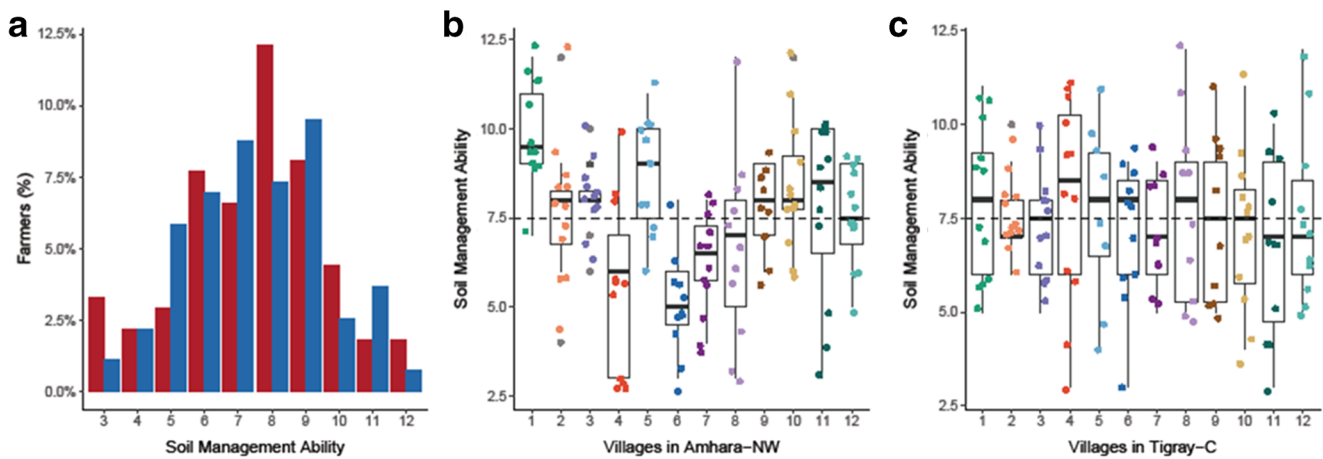 a
12.5%
10.0%
7.5%
5.0%
2.5%
0.0%
Farmers (%)
3 4 5 6 7 8 9 10 11 12
Soil Management Ability
b
12.5
10.0
7.5
5.0
2.5
Soil Management Ability
1 2 3 4 5 6 7 8 9 10 11 12
Villages in Amhara-NW
c
12.5
10.0
7.5
5.0
2.5
Soil Management Ability
1 2 3 4 5 6 7 8 9 10 11 12
Villages in Tigray-C